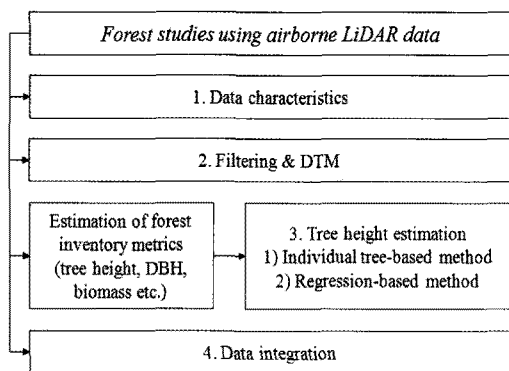 Forest studies using airborne LiDAR data
1. Data characteristics
2. Filtering & DTM
Estimation of forest
inventory metrics
(tree height, DBH,
biomass etc.)
3. Tree height estimation
1) Individual tree-based method
2) Regression-based method
4. Data integration